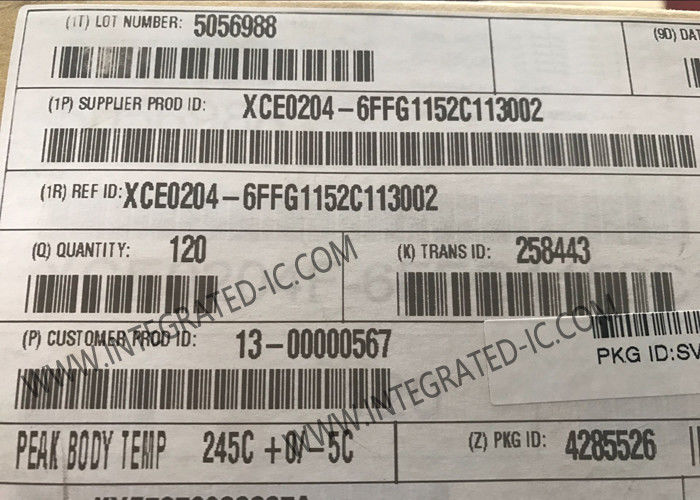 (1T) LOT NUMBER: 5056988
(9D) DAT
(1P) SUPPLIER PROD ID: XCE0204-6FFG1152C113002
(1R) REF ID: XCE0204-6FFG1152C113002
(Q) QUANTITY: 120
(K) TRANS ID: 258443
(P) CUSTOMER PROD ID: 13-00000567
PKG ID:SV
PEAK BODY TEMP 245C +0/-5C
(Z) PKG ID: 4285526
WWW.INTEGRATED-IC.COM
WWW.INTEGRATED-IC.COM